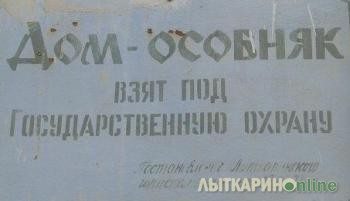 Дом-особняк
взят под
Государственную охрану
ЛЫТКАРИНОonline